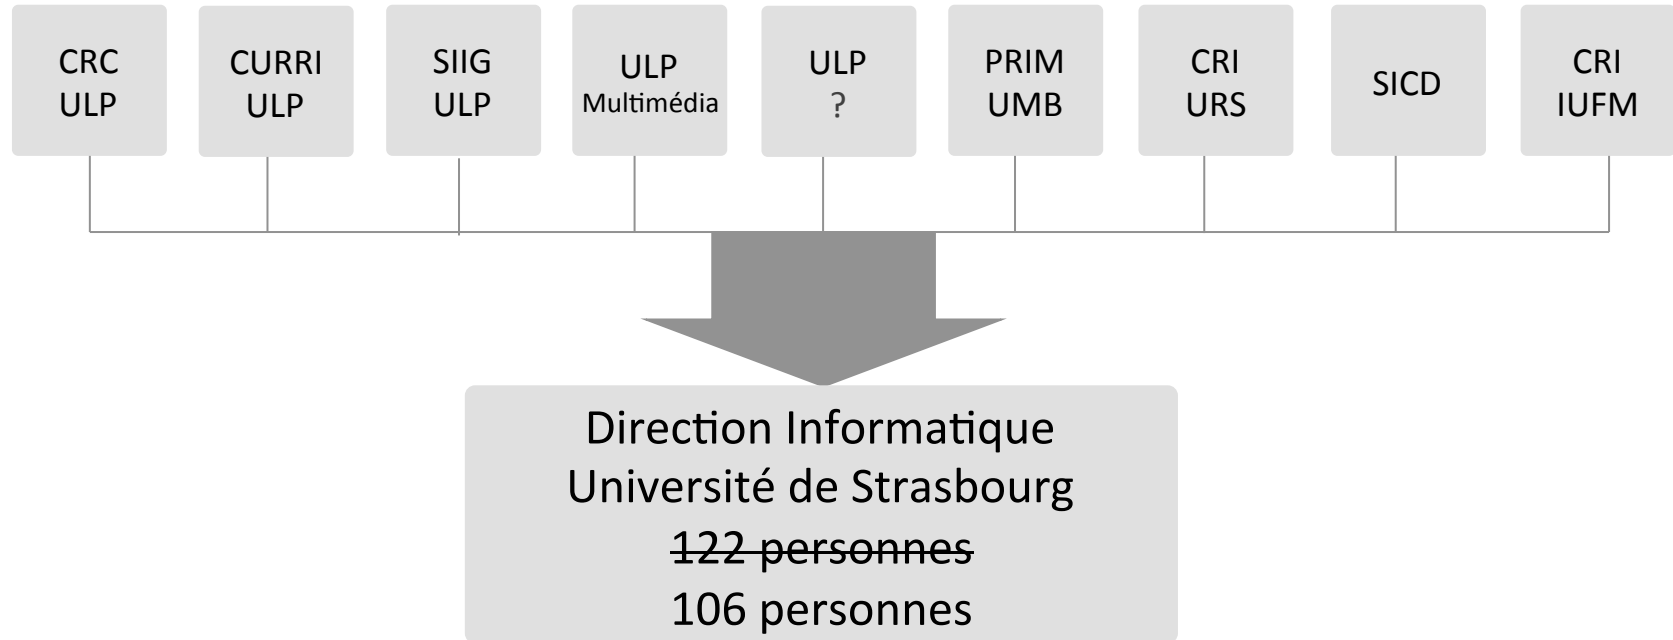 CRC
ULP
CURRI
ULP
SIIG
ULP
ULP
Multimédia
ULP
?
PRIM
UMB
CRI
URS
SICD
CRI
IUFM
Direction Informatique
Université de Strasbourg
122 personnes
106 personnes